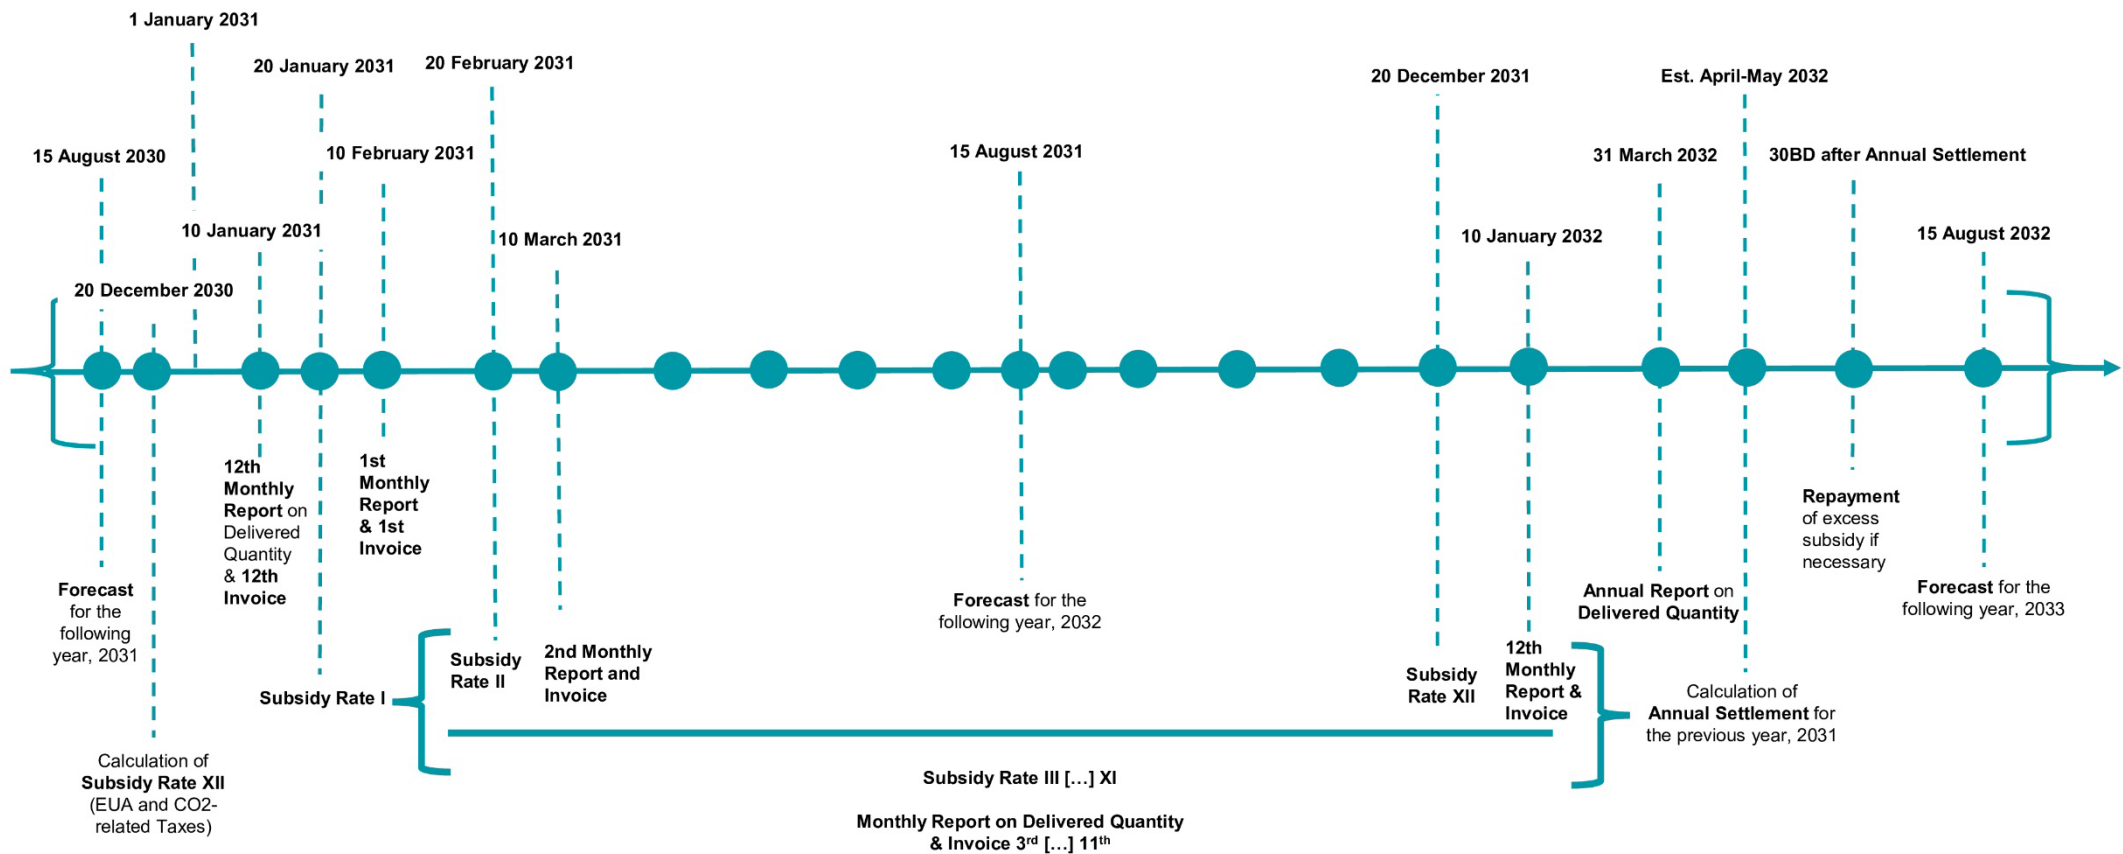 1 January 2031
20 January 2031
20 February 2031
20 December 2031
Est. April-May 2032
15 August 2030
10 February 2031
15 August 2031
31 March 2032
30BD after Annual Settlement
10 January 2031
10 March 2031
10 January 2032
15 August 2032
20 December 2030
12th
Monthly
Report on
Delivered
Quantity
& 12th
Invoice
1st
Monthly
Report
& 1st
Invoice
Repayment
of excess
subsidy if
necessary
Forecast
for the
following
year, 2031
Forecast for the
following year, 2032
Annual Report on
Delivered Quantity
Forecast for the
following year, 2033
Subsidy Rate I
Subsidy
Rate II
2nd Monthly
Report and
Invoice
Subsidy
Rate XII
12th
Monthly
Report &
Invoice
Calculation of
Annual Settlement for
the previous year, 2031
Calculation of
Subsidy Rate XII
(EUA and CO2-
related Taxes)
Subsidy Rate III […] XI
Monthly Report on Delivered Quantity
& Invoice 3rd […] 11th